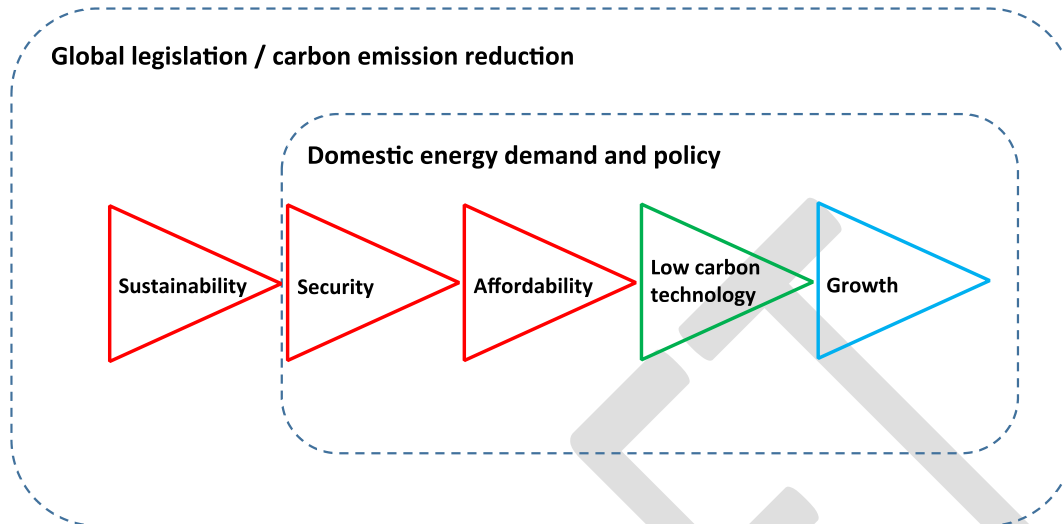 Global legislation / carbon emission reduction
Domestic energy demand and policy
Sustainability
Security
Affordability
Low carbon
technology
Growth